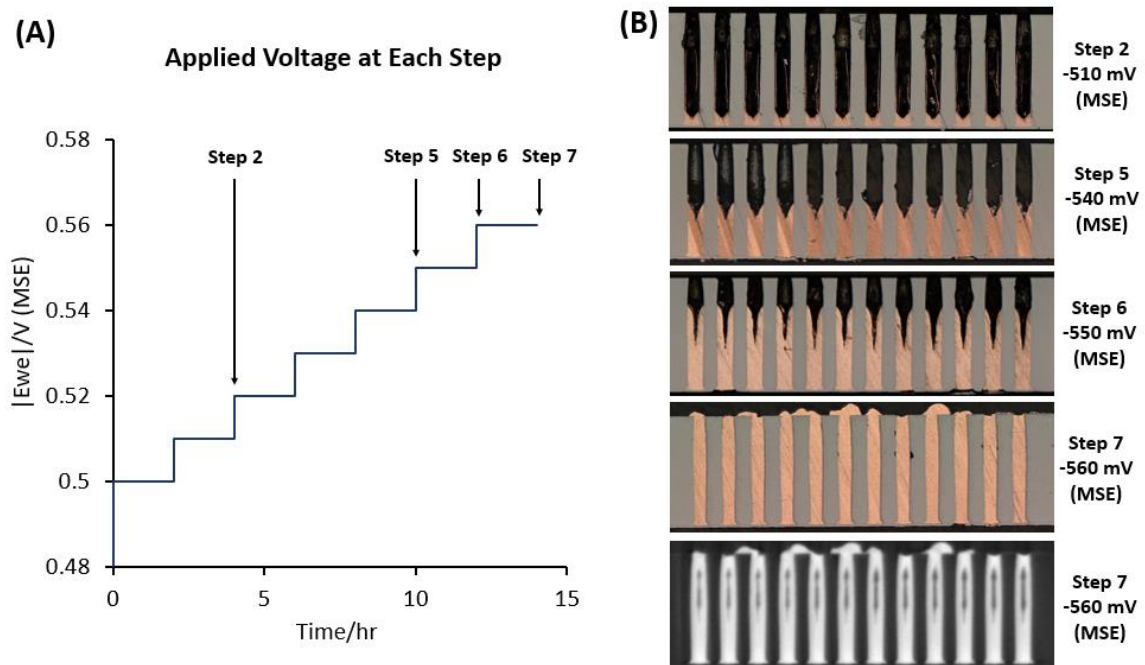 (A)
Applied Voltage at Each Step
|Ewe|/V (MSE)
0.58
0.56
0.54
0.52
0.5
0.48
0
5
10
15
Time/hr
Step 2
Step 5
Step 6
Step 7
(B)
Step 2
-510 mV
(MSE)
Step 5
-540 mV
(MSE)
Step 6
-550 mV
(MSE)
Step 7
-560 mV
(MSE)
Step 7
-560 mV
(MSE)